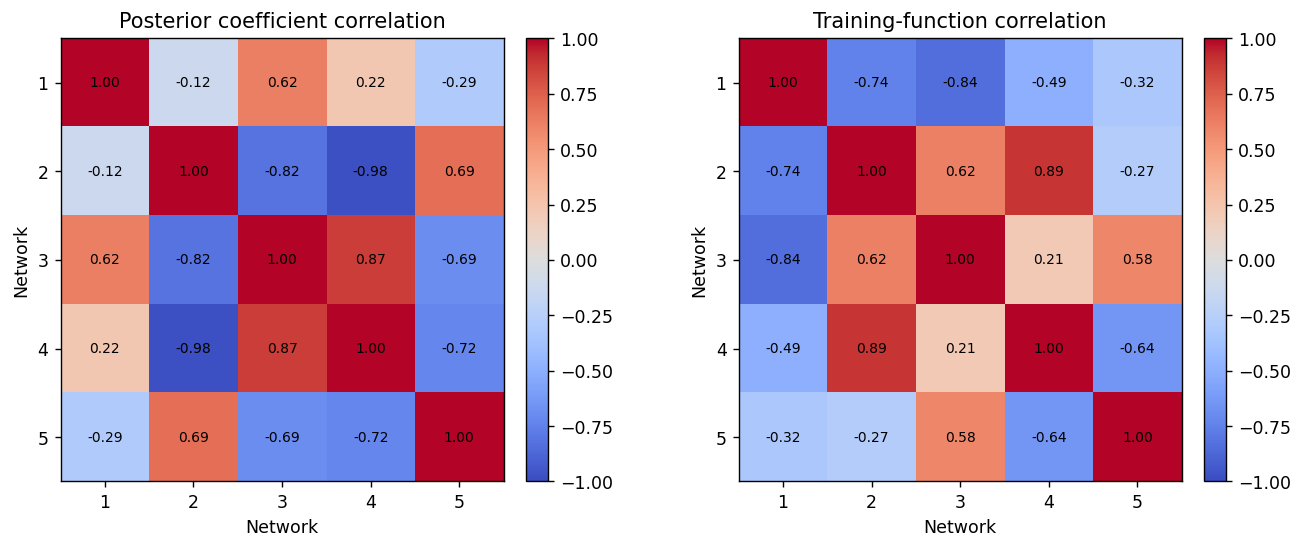 Posterior coefficient correlation
1 1.00 -0.12 0.62 0.22 -0.29
2 -0.12 1.00 -0.82 -0.98 0.69
3 0.62 -0.82 1.00 0.87 -0.69
4 0.22 -0.98 0.87 1.00 -0.72
5 -0.29 0.69 -0.69 -0.72 1.00
1 2 3 4 5
Network
Network
1.00
0.75
0.50
0.25
0.00
−0.25
−0.50
−0.75
−1.00
Training-function correlation
1 1.00 -0.74 -0.84 -0.49 -0.32
2 -0.74 1.00 0.62 0.89 -0.27
3 -0.84 0.62 1.00 0.21 0.58
4 -0.49 0.89 0.21 1.00 -0.64
5 -0.32 -0.27 0.58 -0.64 1.00
1 2 3 4 5
Network
Network
1.00
0.75
0.50
0.25
0.00
−0.25
−0.50
−0.75
−1.00